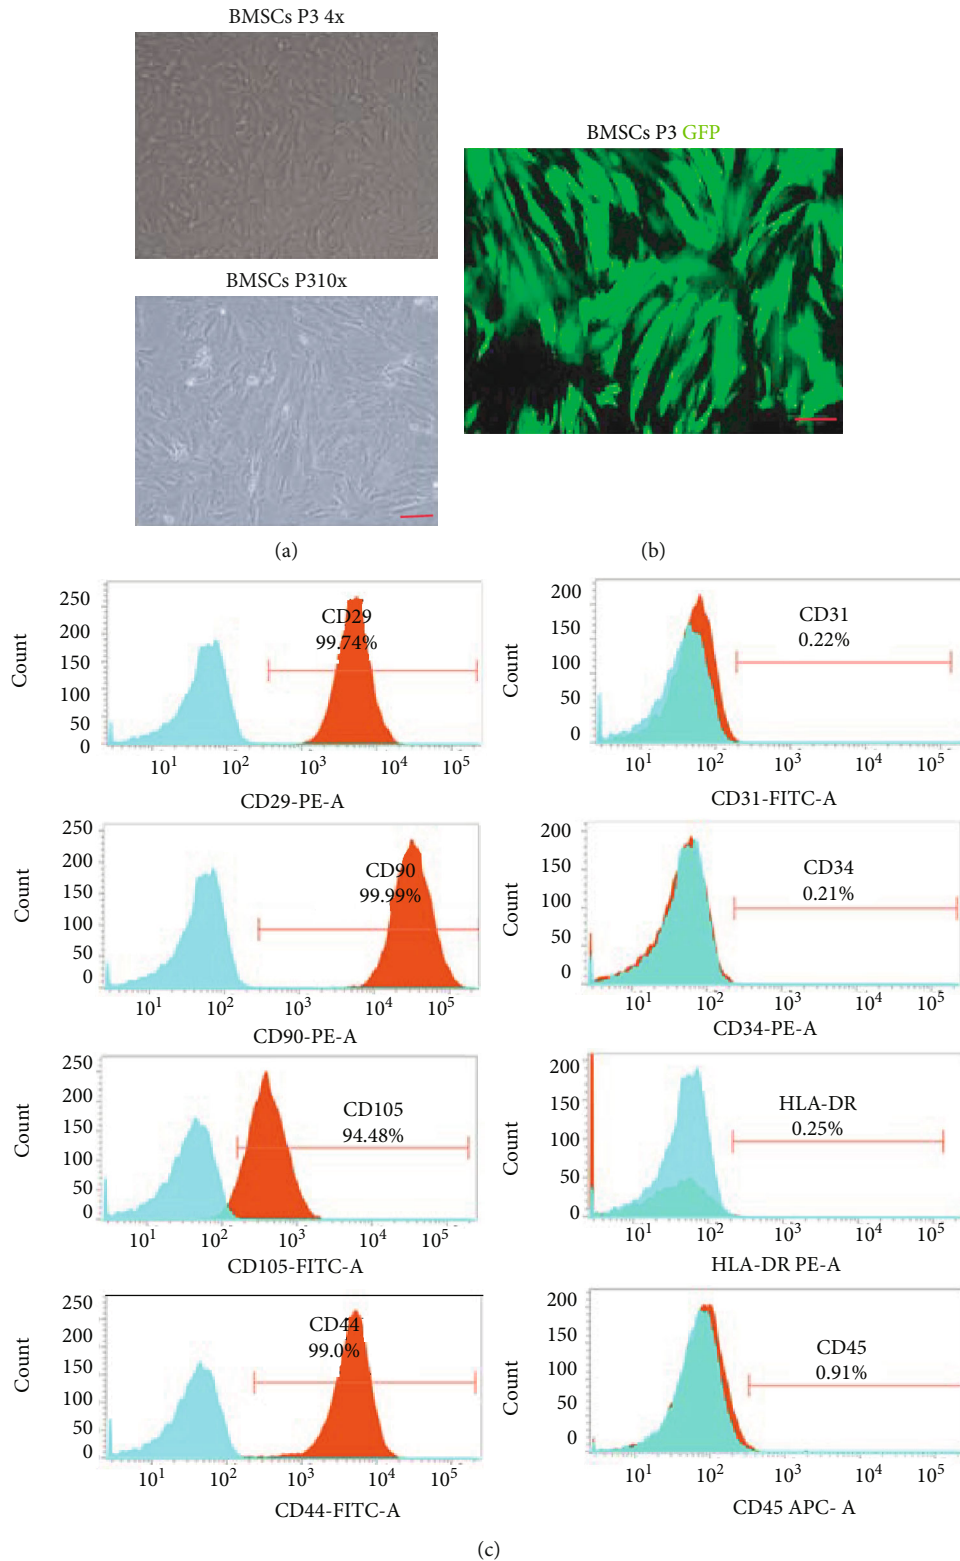 BMSCs P3 4x
BMSCs P310x
(a)
BMSCs P3 GFP
(b)
250
200
150
100
50
0
Count
CD29
99.74%
10¹ 10² 10³ 10⁴ 10⁵
CD29-PE-A
200
150
100
50
0
Count
CD31
0.22%
10¹ 10² 10³ 10⁴ 10⁵
CD31-FITC-A
250
200
150
100
50
0
Count
CD90
99.99%
10¹ 10² 10³ 10⁴ 10⁵
CD90-PE-A
200
150
100
50
0
Count
CD34
0.21%
10¹ 10² 10³ 10⁴ 10⁵
CD34-PE-A
250
200
150
100
50
0
Count
CD105
94.48%
10¹ 10² 10³ 10⁴ 10⁵
CD105-FITC-A
200
150
100
50
0
Count
HLA-DR
0.25%
10¹ 10² 10³ 10⁴ 10⁵
HLA-DR PE-A
250
200
150
100
50
0
Count
CD44
99.0%
10¹ 10² 10³ 10⁴ 10⁵
CD44-FITC-A
200
150
100
50
0
Count
CD45
0.91%
10¹ 10² 10³ 10⁴ 10⁵
CD45 APC- A
(c)